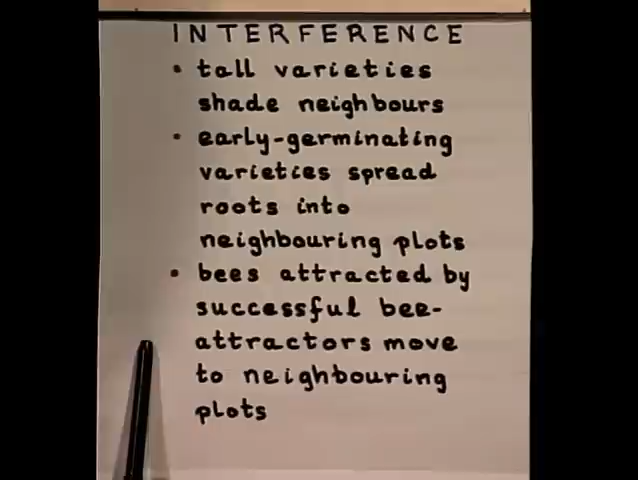 INTERFERENCE
• tall varieties
shade neighbours
• early-germinating
varieties spread
roots into
neighbouring plots
• bees attracted by
successful bee-
attractors move
to neighbouring
plots